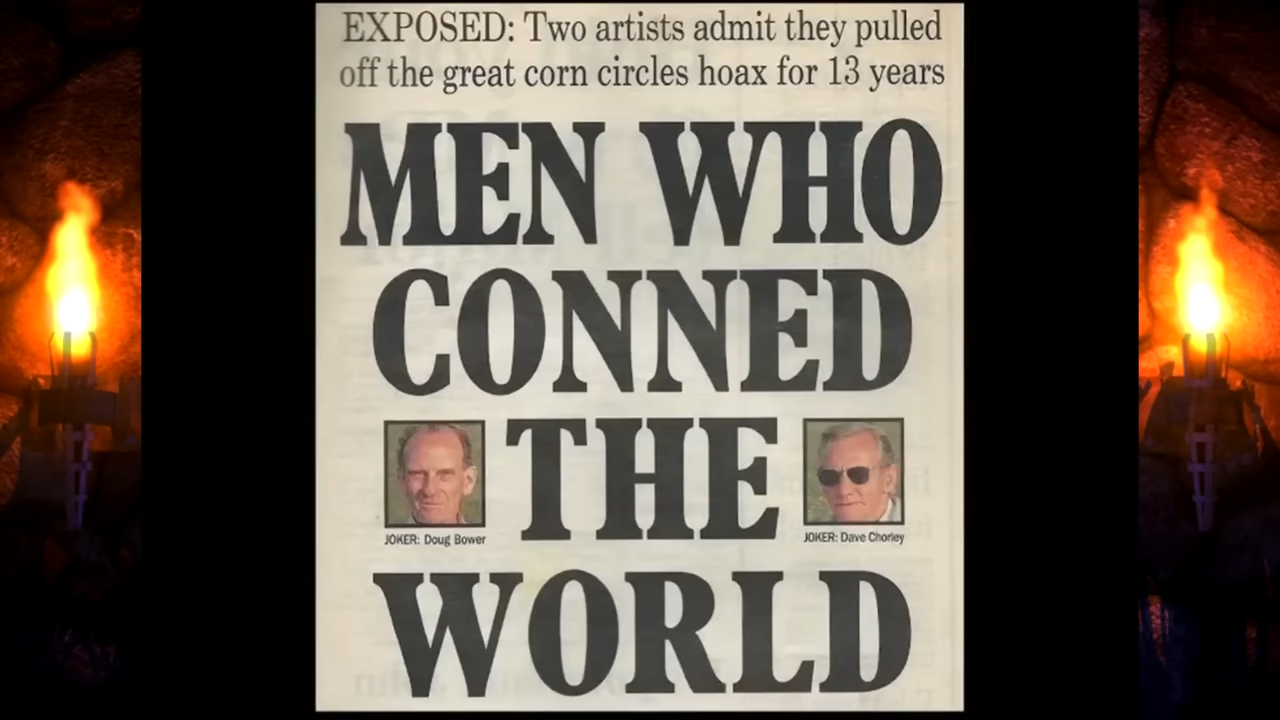 EXPOSED: Two artists admit they pulled
off the great corn circles hoax for 13 years
MEN WHO
CONNED
THE
JOKER: Doug Bower
JOKER: Dave Chorley
WORLD